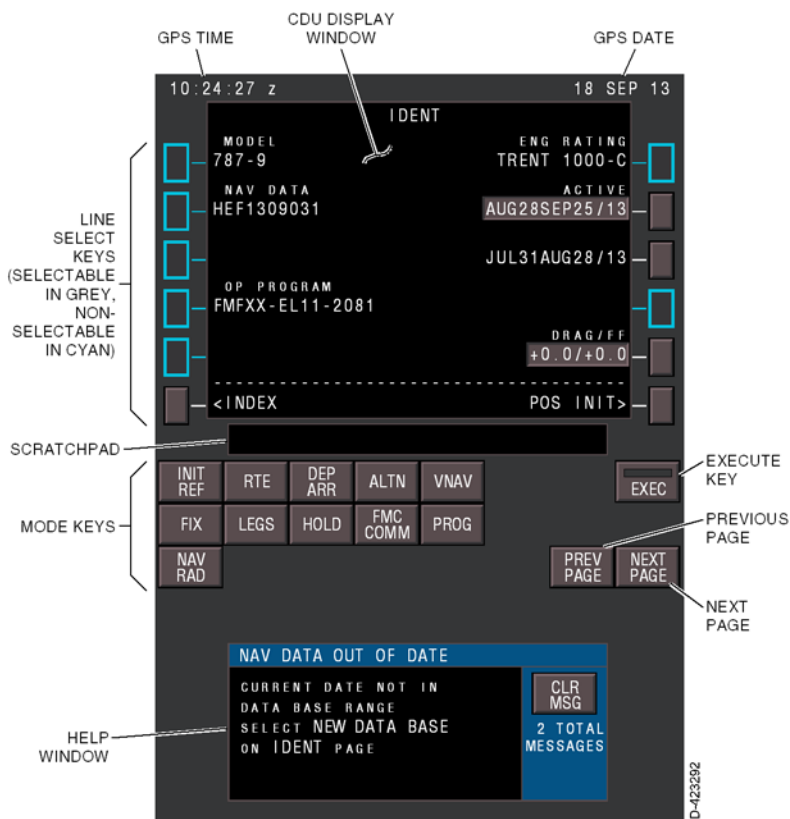 CDU DISPLAY
WINDOW
GPS TIME
GPS DATE
10:24:27 z
18 SEP 13
IDENT
MODEL
ENG RATING
787-9
TRENT 1000-C
NAV DATA
ACTIVE
HEF1309031
AUG28SEP25/13
JUL31AUG28/13
OP PROGRAM
FMFXX-EL11-2081
DRAG/FF
+0.0/+0.0
<INDEX
POS INIT>
LINE
SELECT
KEYS
(SELECTABLE
IN GREY,
NON-
SELECTABLE
IN CYAN)
SCRATCHPAD
MODE KEYS
INIT
REF
RTE
DEP
ARR
ALTN
VNAV
EXEC
EXECUTE
KEY
FIX
LEGS
HOLD
FMC
COMM
PROG
PREVIOUS
PAGE
NAV
RAD
PREV
PAGE
NEXT
PAGE
NEXT
PAGE
HELP
WINDOW
NAV DATA OUT OF DATE
CURRENT DATE NOT IN
DATA BASE RANGE
SELECT NEW DATA BASE
ON IDENT PAGE
CLR
MSG
2 TOTAL
MESSAGES
D-423292